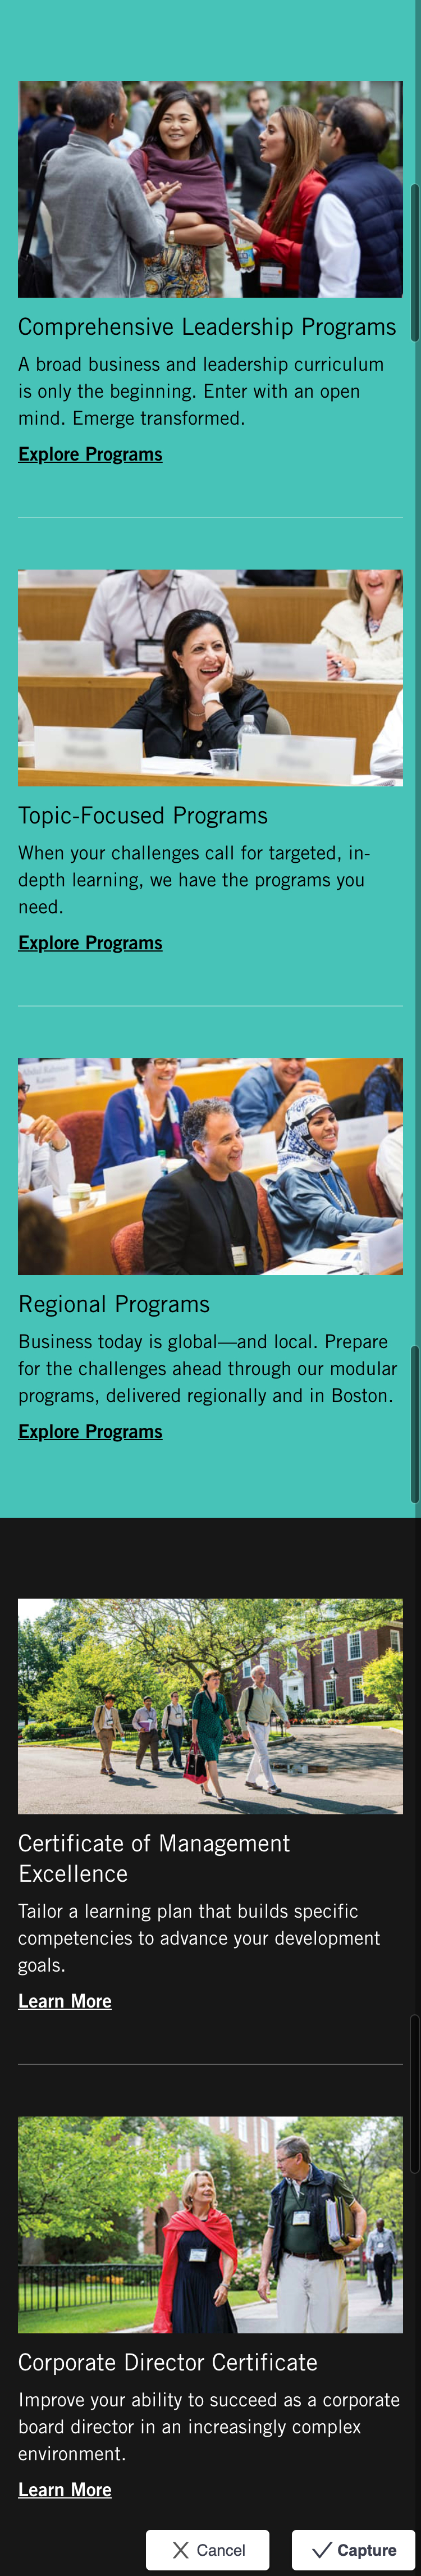 Comprehensive Leadership Programs
A broad business and leadership curriculum
is only the beginning. Enter with an open
mind. Emerge transformed.
Explore Programs
Topic-Focused Programs
When your challenges call for targeted, in-
depth learning, we have the programs you
need.
Explore Programs
Regional Programs
Business today is global—and local. Prepare
for the challenges ahead through our modular
programs, delivered regionally and in Boston.
Explore Programs
Certificate of Management
Excellence
Tailor a learning plan that builds specific
competencies to advance your development
goals.
Learn More
Corporate Director Certificate
Improve your ability to succeed as a corporate
board director in an increasingly complex
environment.
Learn More
Cancel
Capture